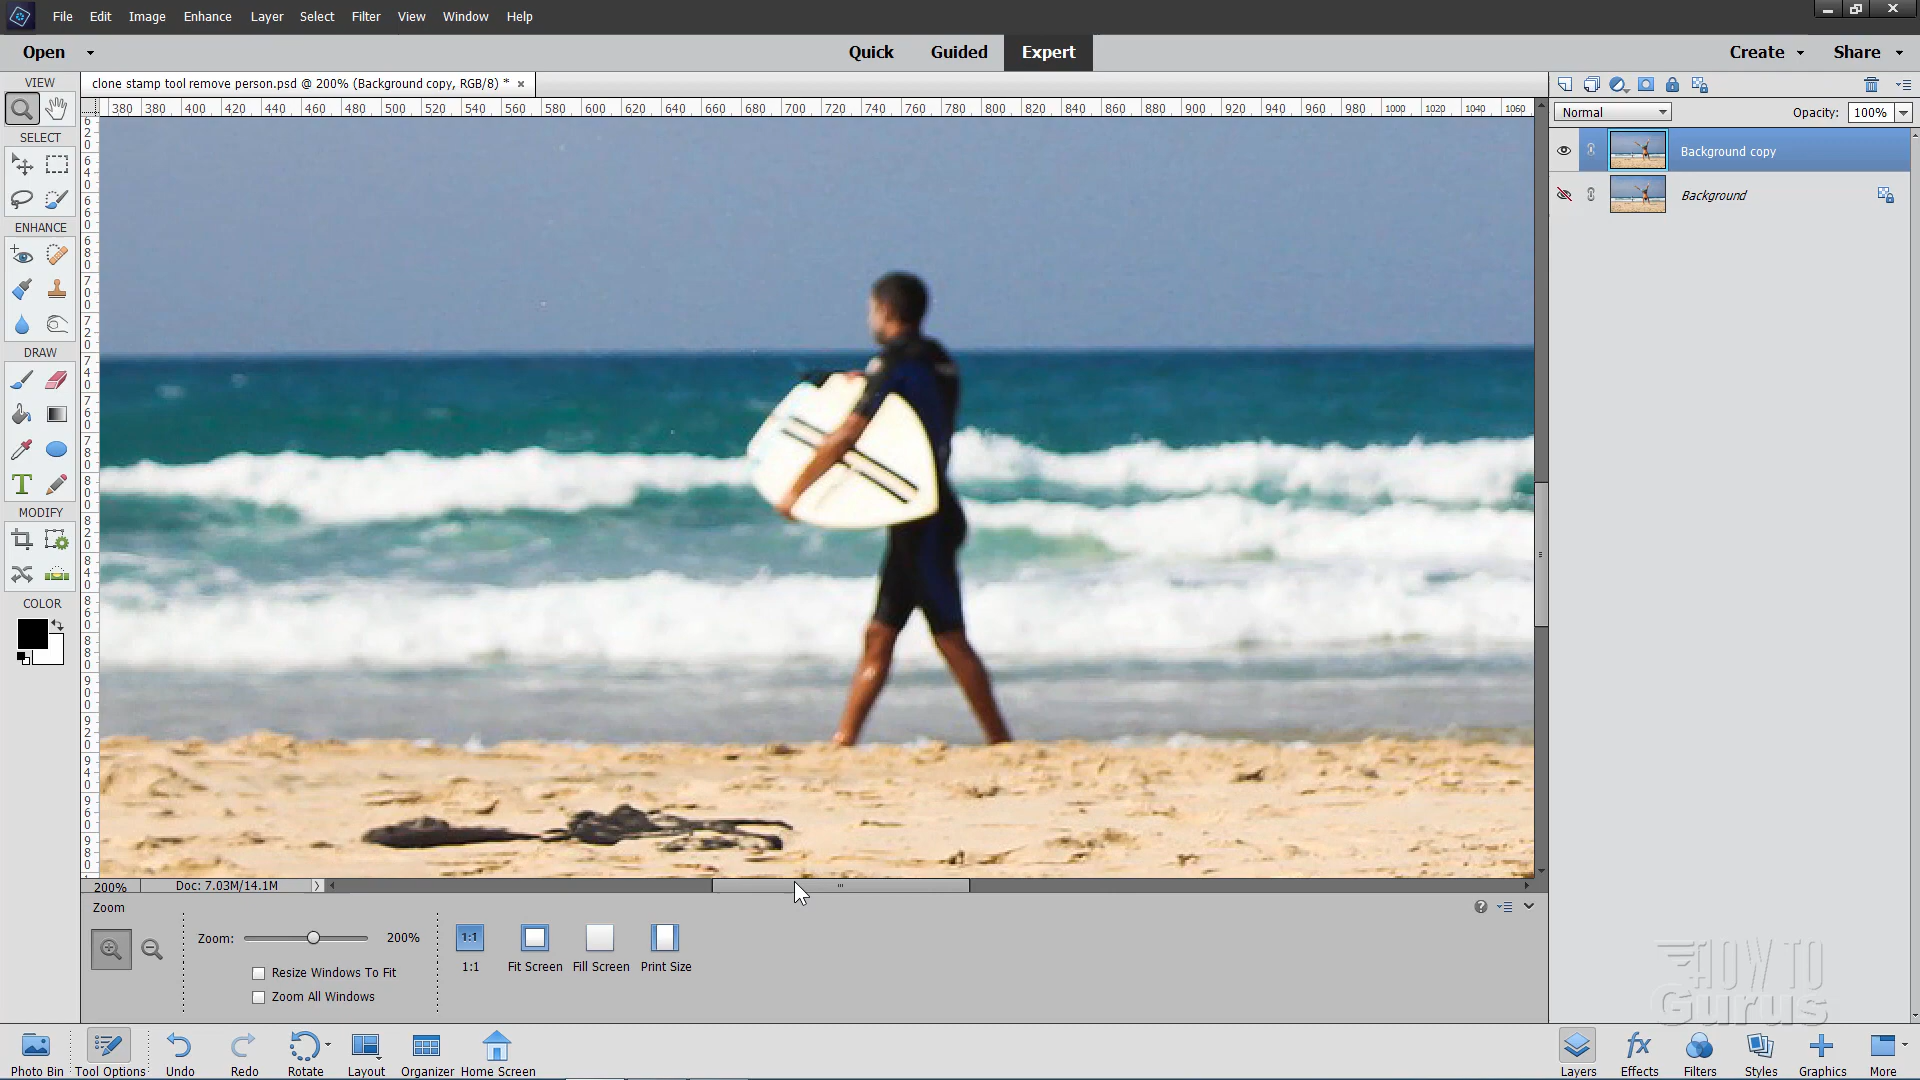 File Edit Image Enhance Layer Select Filter View Window Help
Open Quick Guided Expert Create Share
VIEW
clone stamp tool remove person.psd @ 200% (Background copy, RGB/8) * ×
380 380 400 420 440 460 480 500 520 540 560 580 600 620 640 660 680 700 720 740 760 780 800 820 840 860 880 900 920 940 960 980 1000 1020 1040 1060
Normal Opacity: 100%
SELECT
Background copy
Background
ENHANCE
DRAW
T
MODIFY
COLOR
200% Doc: 7.03M/14.1M
Zoom
Zoom: 200%
1:1
1:1 Fit Screen Fill Screen Print Size
Resize Windows To Fit
Zoom All Windows
HOW TO
Gurus
fx
Photo Bin Tool Options Undo Redo Rotate Layout Organizer Home Screen Layers Effects Filters Styles Graphics More